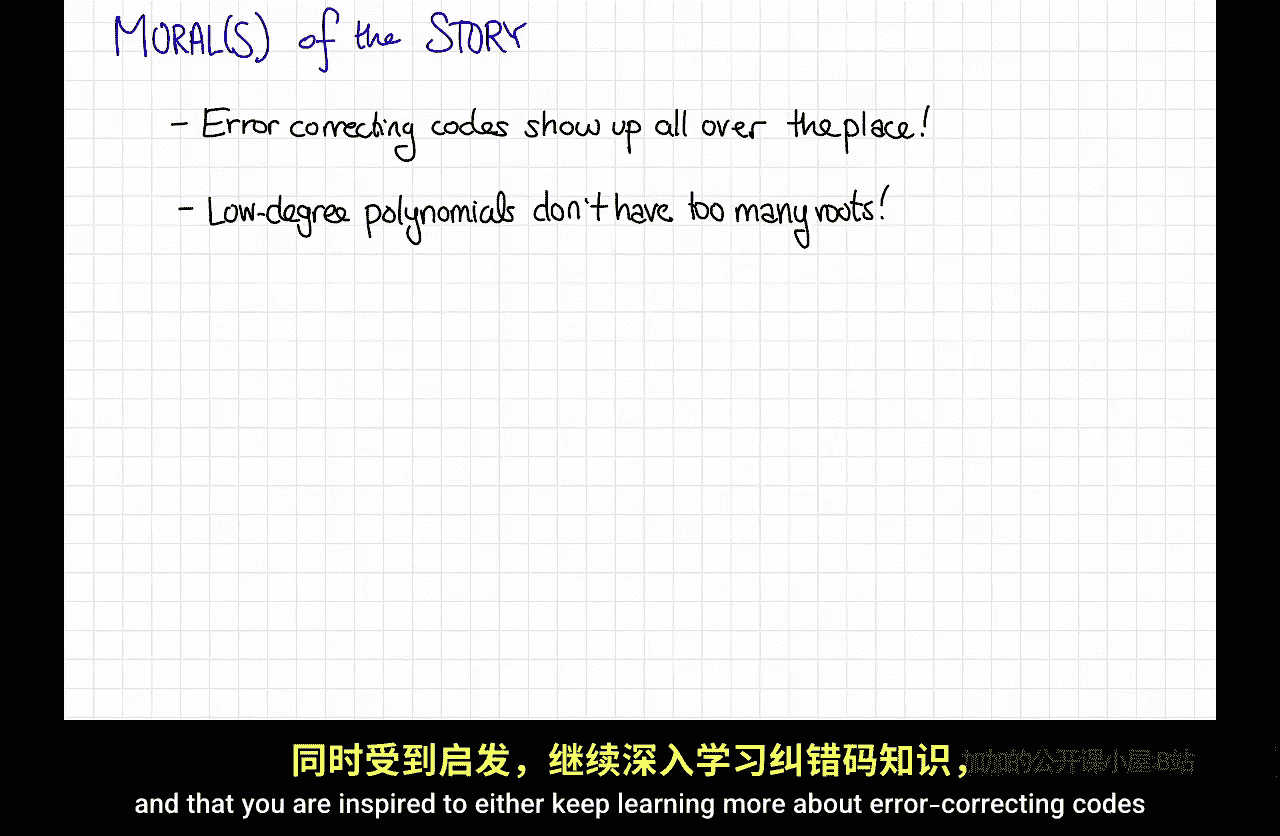 MORAL(S) of the STORY
- Error correcting codes show up all over the place!
- Low-degree polynomials don't have too many roots!
同时受到启发，继续深入学习纠错码知识，
加加的公开课小屋:B站
and that you are inspired to either keep learning more about error-correcting codes